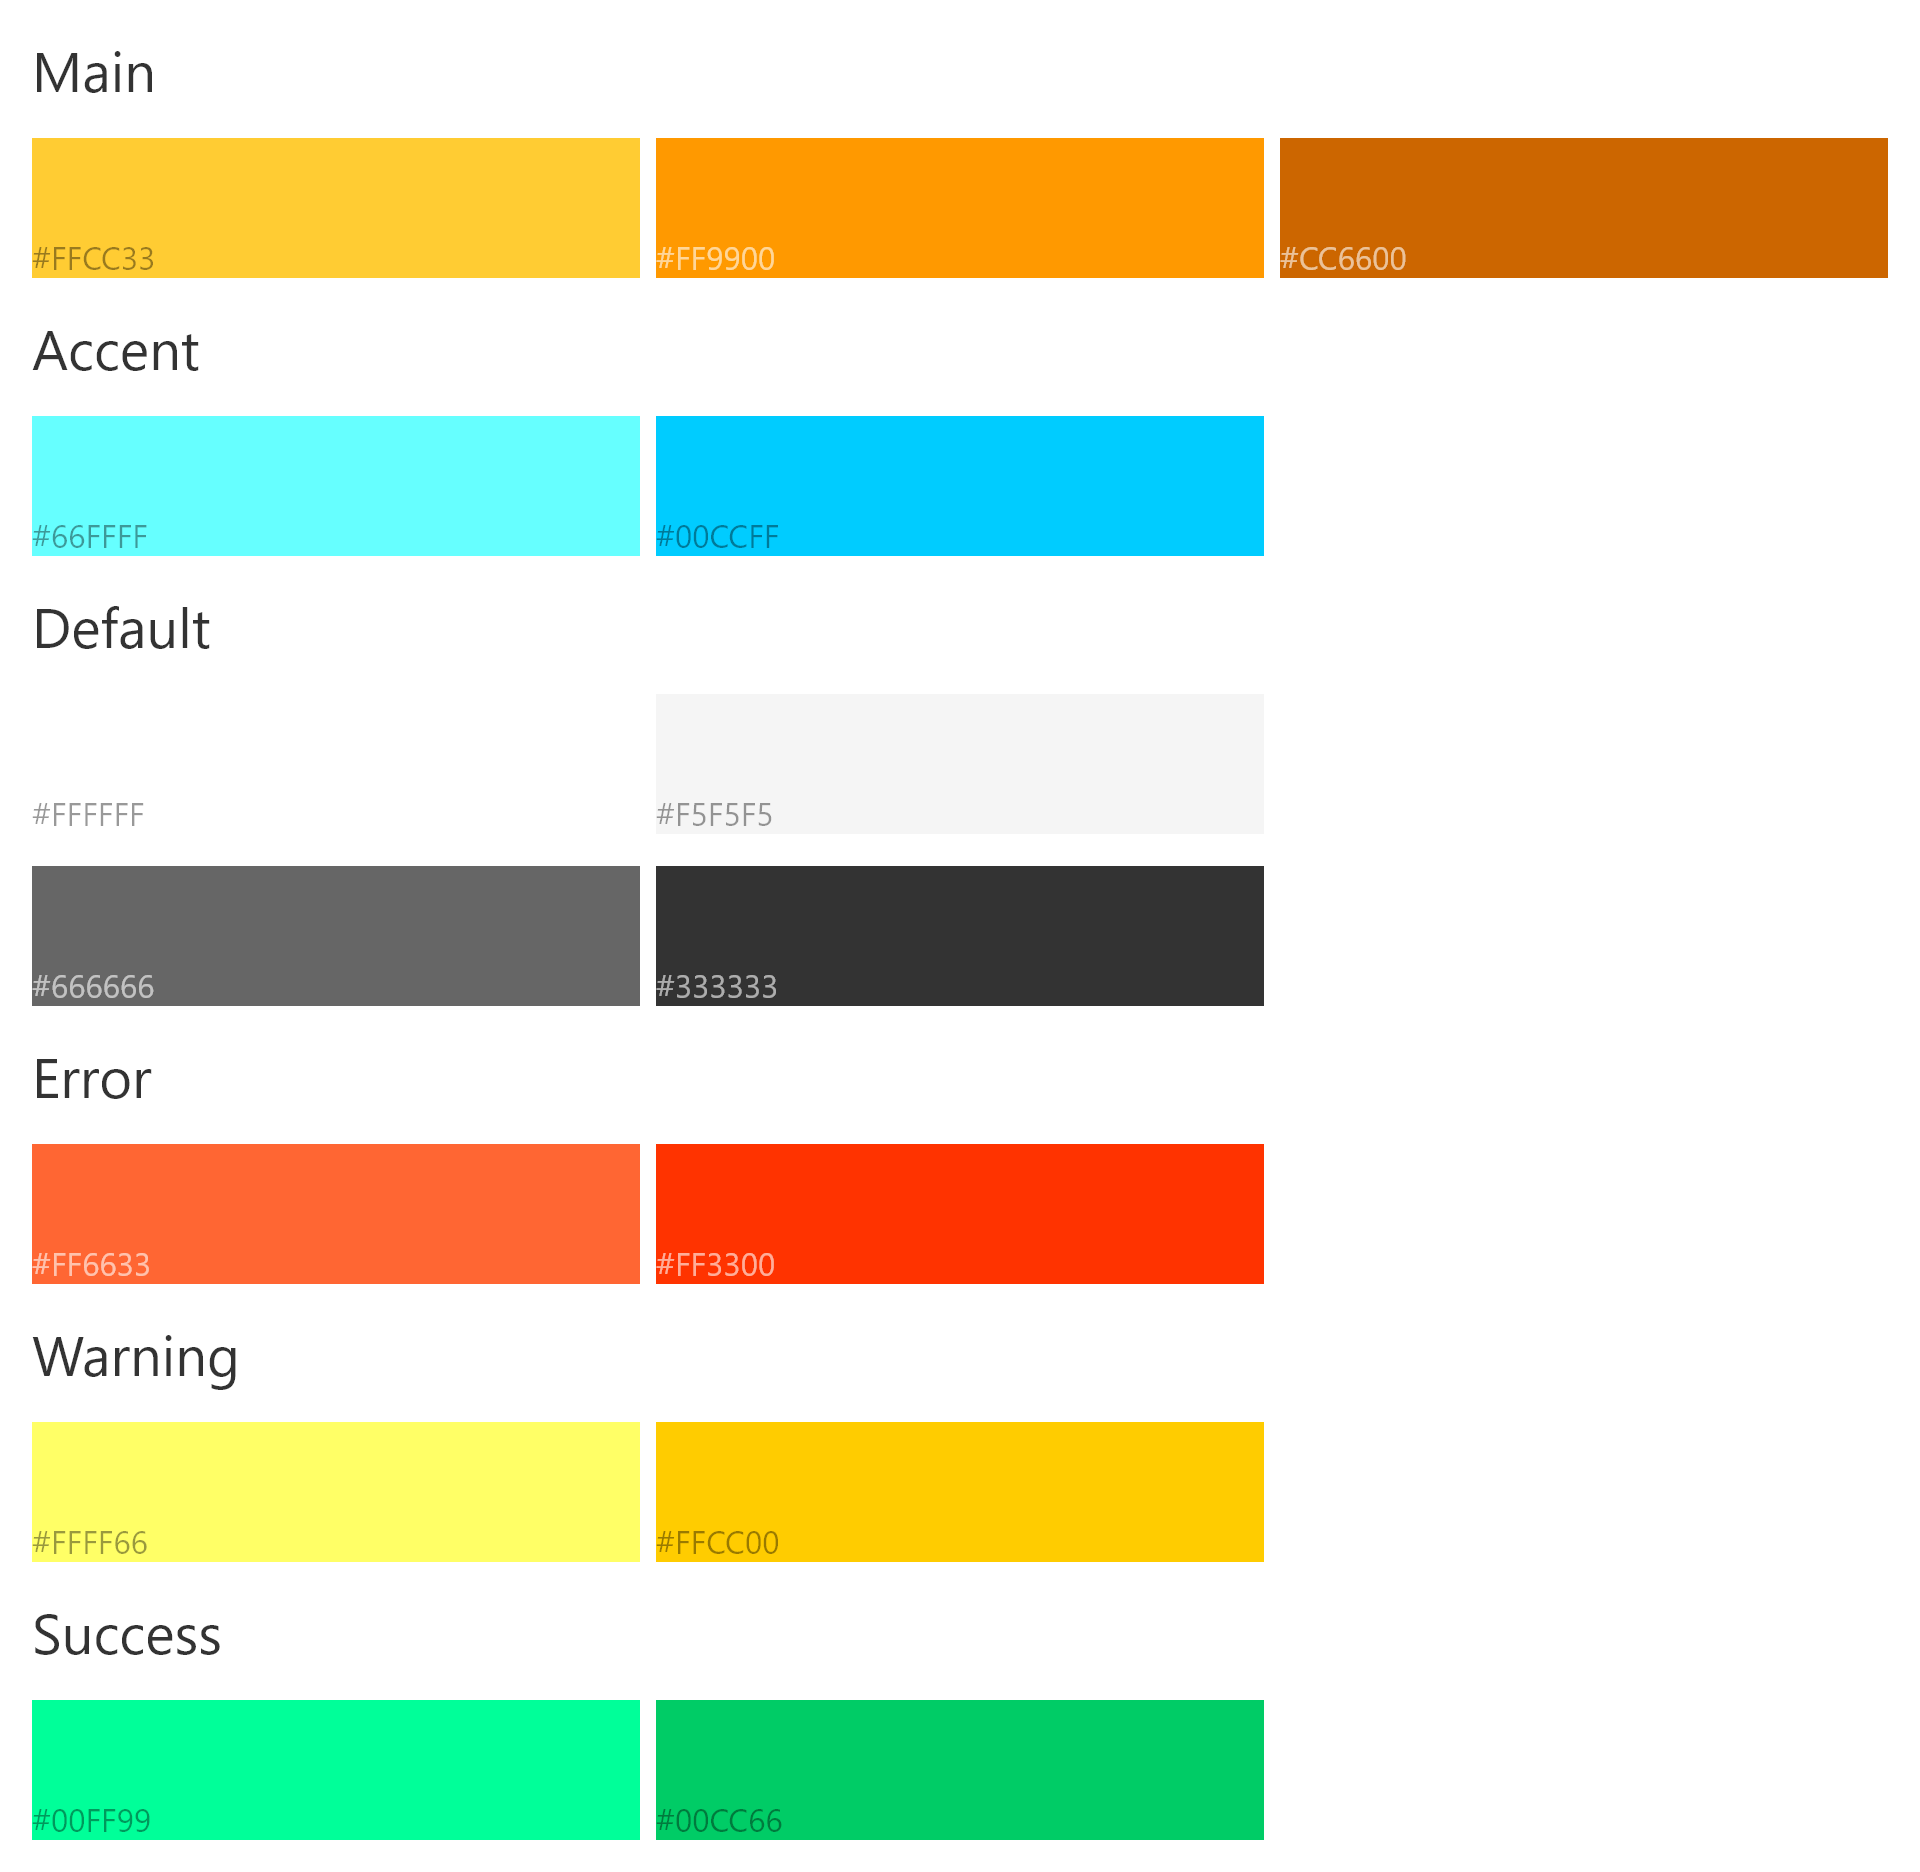 Main
#FFCC33 #FF9900 #CC6600
Accent
#66FFFF #00CCFF
Default
#FFFFFF #F5F5F5
#666666 #333333
Error
#FF6633 #FF3300
Warning
#FFFF66 #FFCC00
Success
#00FF99 #00CC66